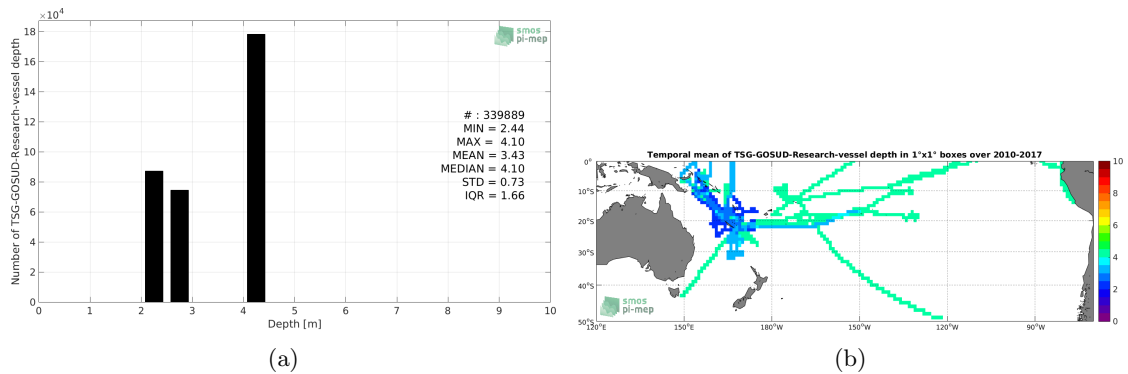 ×10⁴
18
16
14
12
10
8
6
4
2
0
Number of TSG-GOSUD-Research-vessel depth
smos
pi-mep
# : 339889
MIN = 2.44
MAX = 4.10
MEAN = 3.43
MEDIAN = 4.10
STD = 0.73
IQR = 1.66
0 1 2 3 4 5 6 7 8 9 10
Depth [m]
(a)
Temporal mean of TSG-GOSUD-Research-vessel depth in 1°x1° boxes over 2010-2017
0°
10°S
20°S
30°S
40°S
50°S
smos
pi-mep
120°E 150°E 180°W 150°W 120°W 90°W
10
8
6
4
2
0
(b)